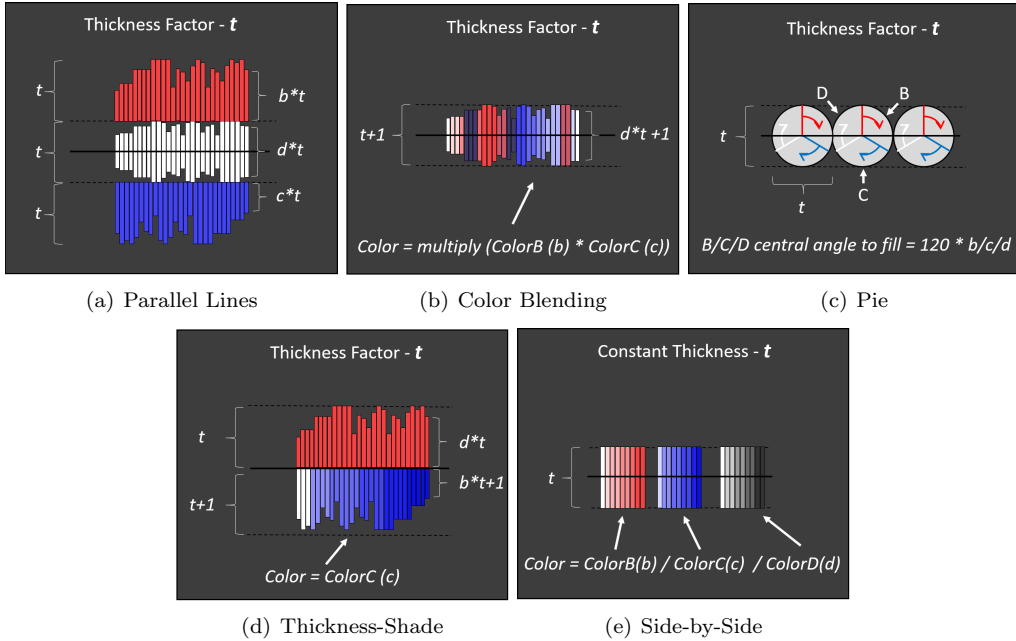 Thickness Factor - t
t
b*t
t
d*t
t
c*t
(a) Parallel Lines
Thickness Factor - t
t+1
d*t +1
Color = multiply (ColorB (b) * ColorC (c))
(b) Color Blending
Thickness Factor - t
D
B
t
t
C
B/C/D central angle to fill = 120 * b/c/d
(c) Pie
Thickness Factor - t
t
d*t
b*t+1
t+1
Color = ColorC (c)
(d) Thickness-Shade
Constant Thickness - t
t
Color = ColorB(b) / ColorC(c) / ColorD(d)
(e) Side-by-Side